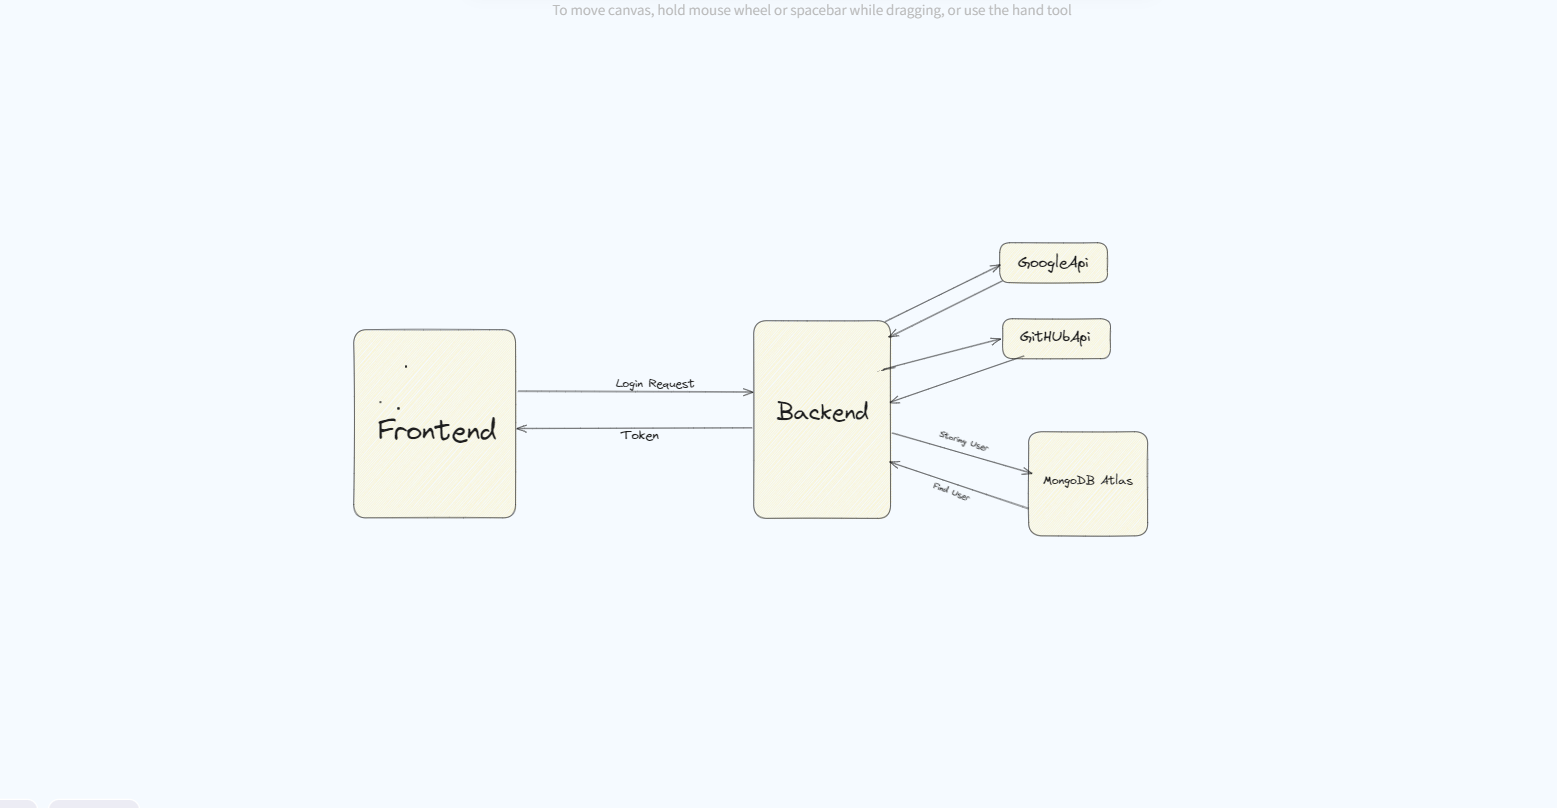 To move canvas, hold mouse wheel or spacebar while dragging, or use the hand tool
GoogleApi
GitHUbApi
Login Request
Backend
Frontend
Token
Storing User
MongoDB Atlas
Find User